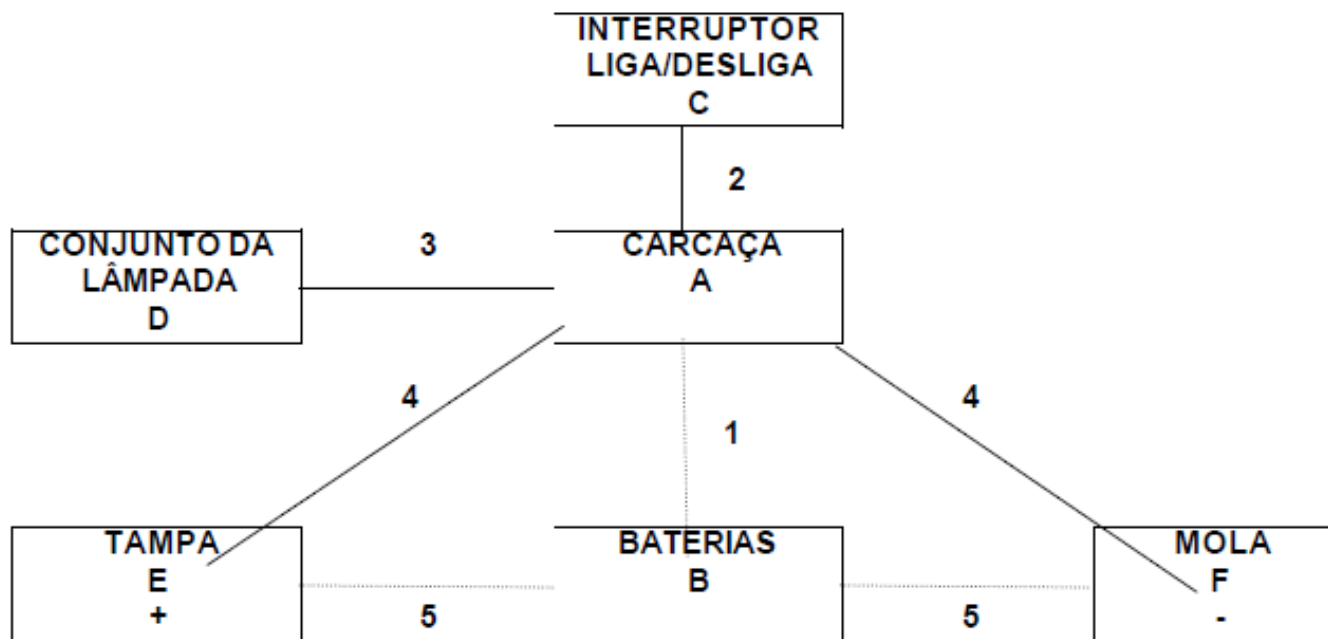 INTERRUPTOR
LIGA/DESLIGA
C
2
CONJUNTO DA
LÂMPADA
D
3
CARCAÇA
A
4
1
4
TAMPA
E
+
5
BATERIAS
B
5
MOLA
F
-